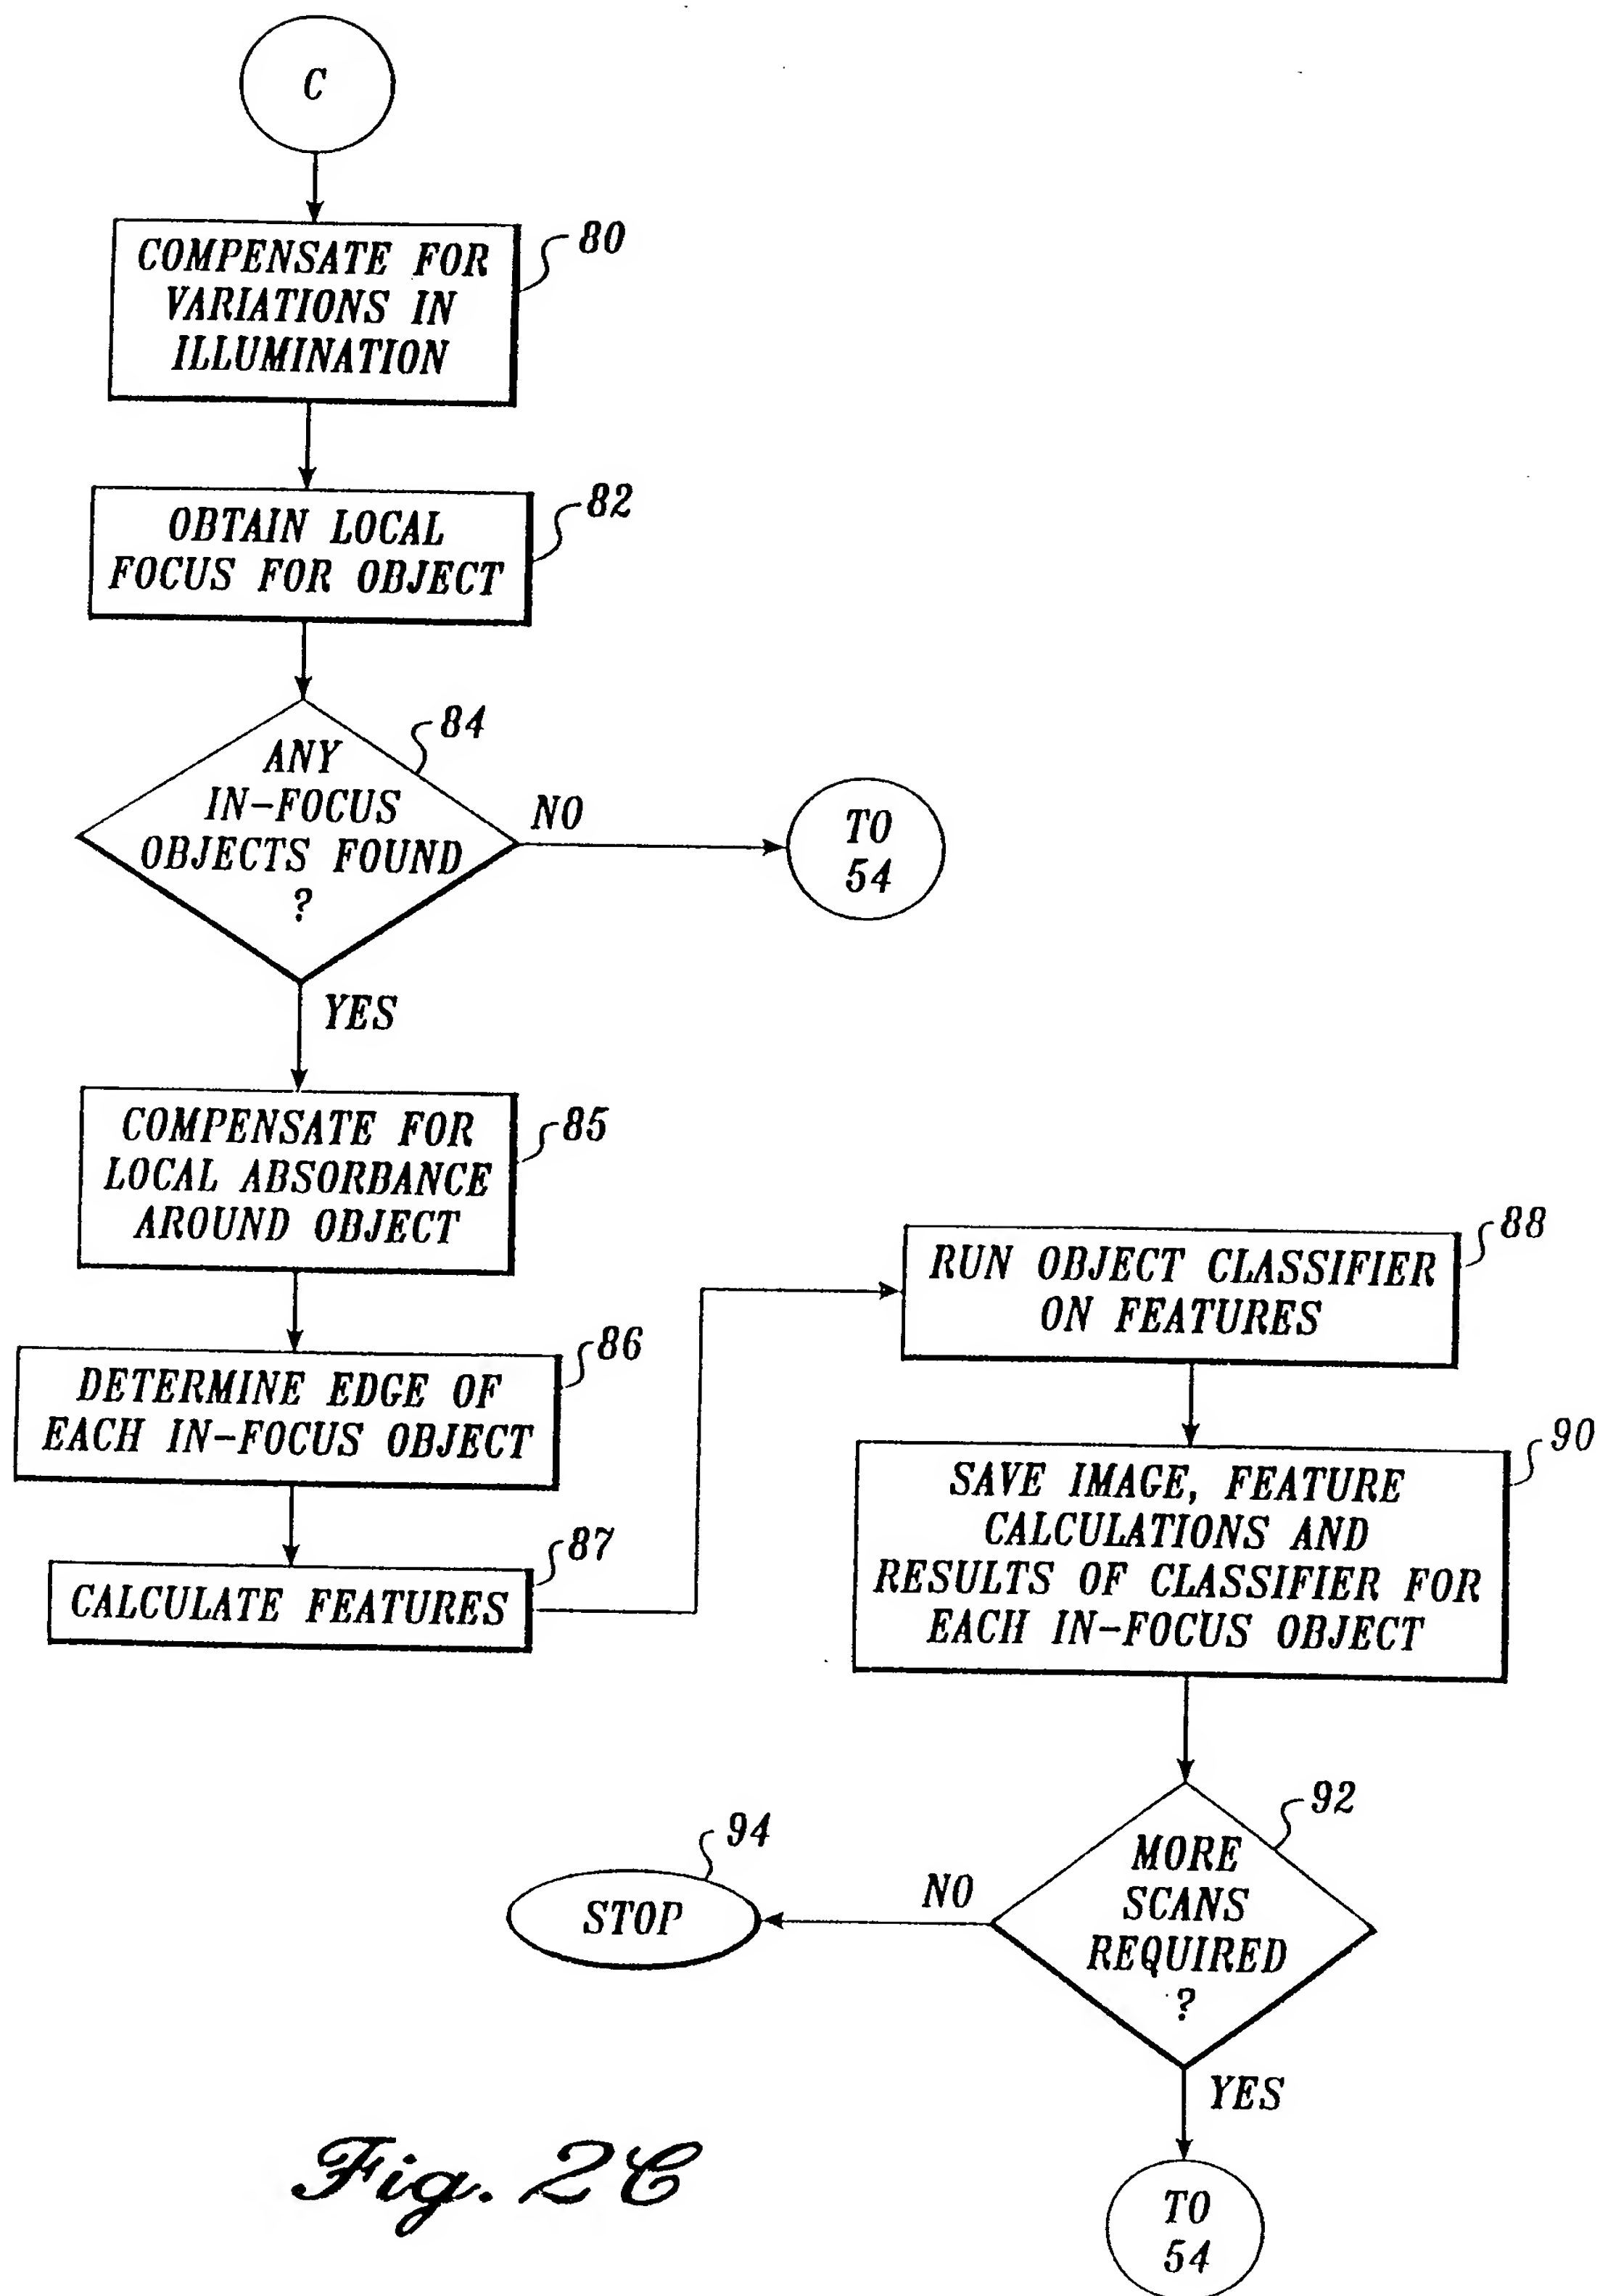 C
COMPENSATE FOR
VARIATIONS IN
ILLUMINATION
80
OBTAIN LOCAL
FOCUS FOR OBJECT
82
ANY
IN-FOCUS
OBJECTS FOUND
?
84
NO
TO
54
YES
COMPENSATE FOR
LOCAL ABSORBANCE
AROUND OBJECT
85
DETERMINE EDGE OF
EACH IN-FOCUS OBJECT
86
CALCULATE FEATURES
87
RUN OBJECT CLASSIFIER
ON FEATURES
88
SAVE IMAGE, FEATURE
CALCULATIONS AND
RESULTS OF CLASSIFIER FOR
EACH IN-FOCUS OBJECT
90
MORE
SCANS
REQUIRED
?
92
NO
STOP
94
YES
TO
54
Fig. 2C